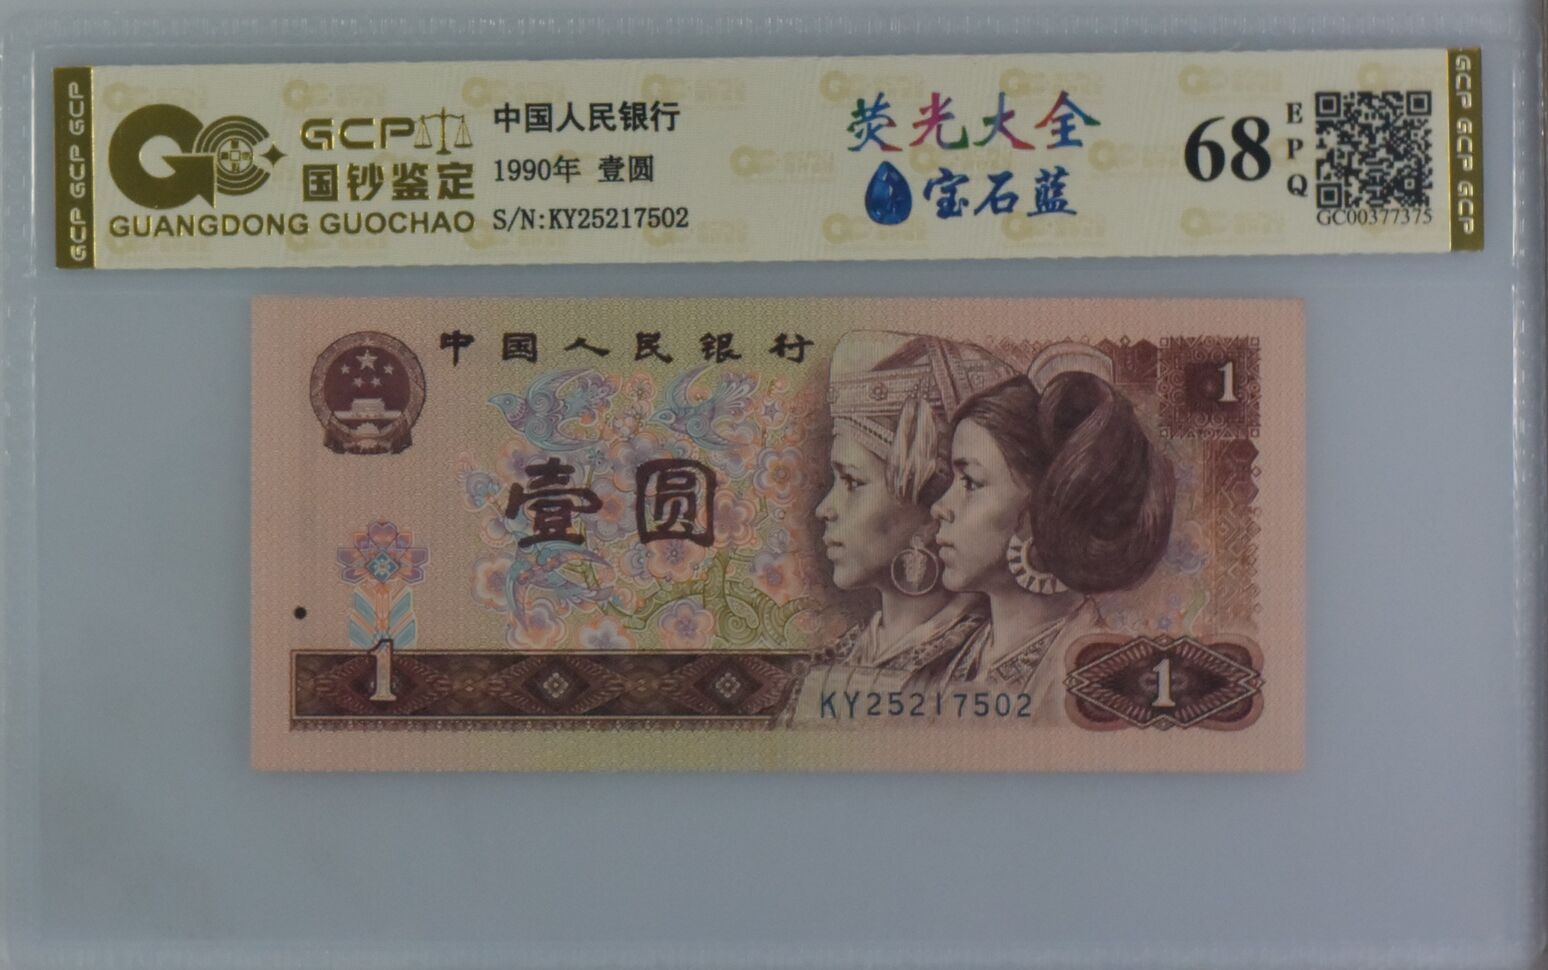 GCP GCP GCP
GCP
国钞鉴定
GUANGDONG GUOCHAO
中国人民银行
1990年 壹圆
S/N:KY25217502
荧光大全
宝石蓝
68
EPQ
GC00377375
GCP GCP GCP
中国人民银行
1
壹圆
1
1
KY25217502